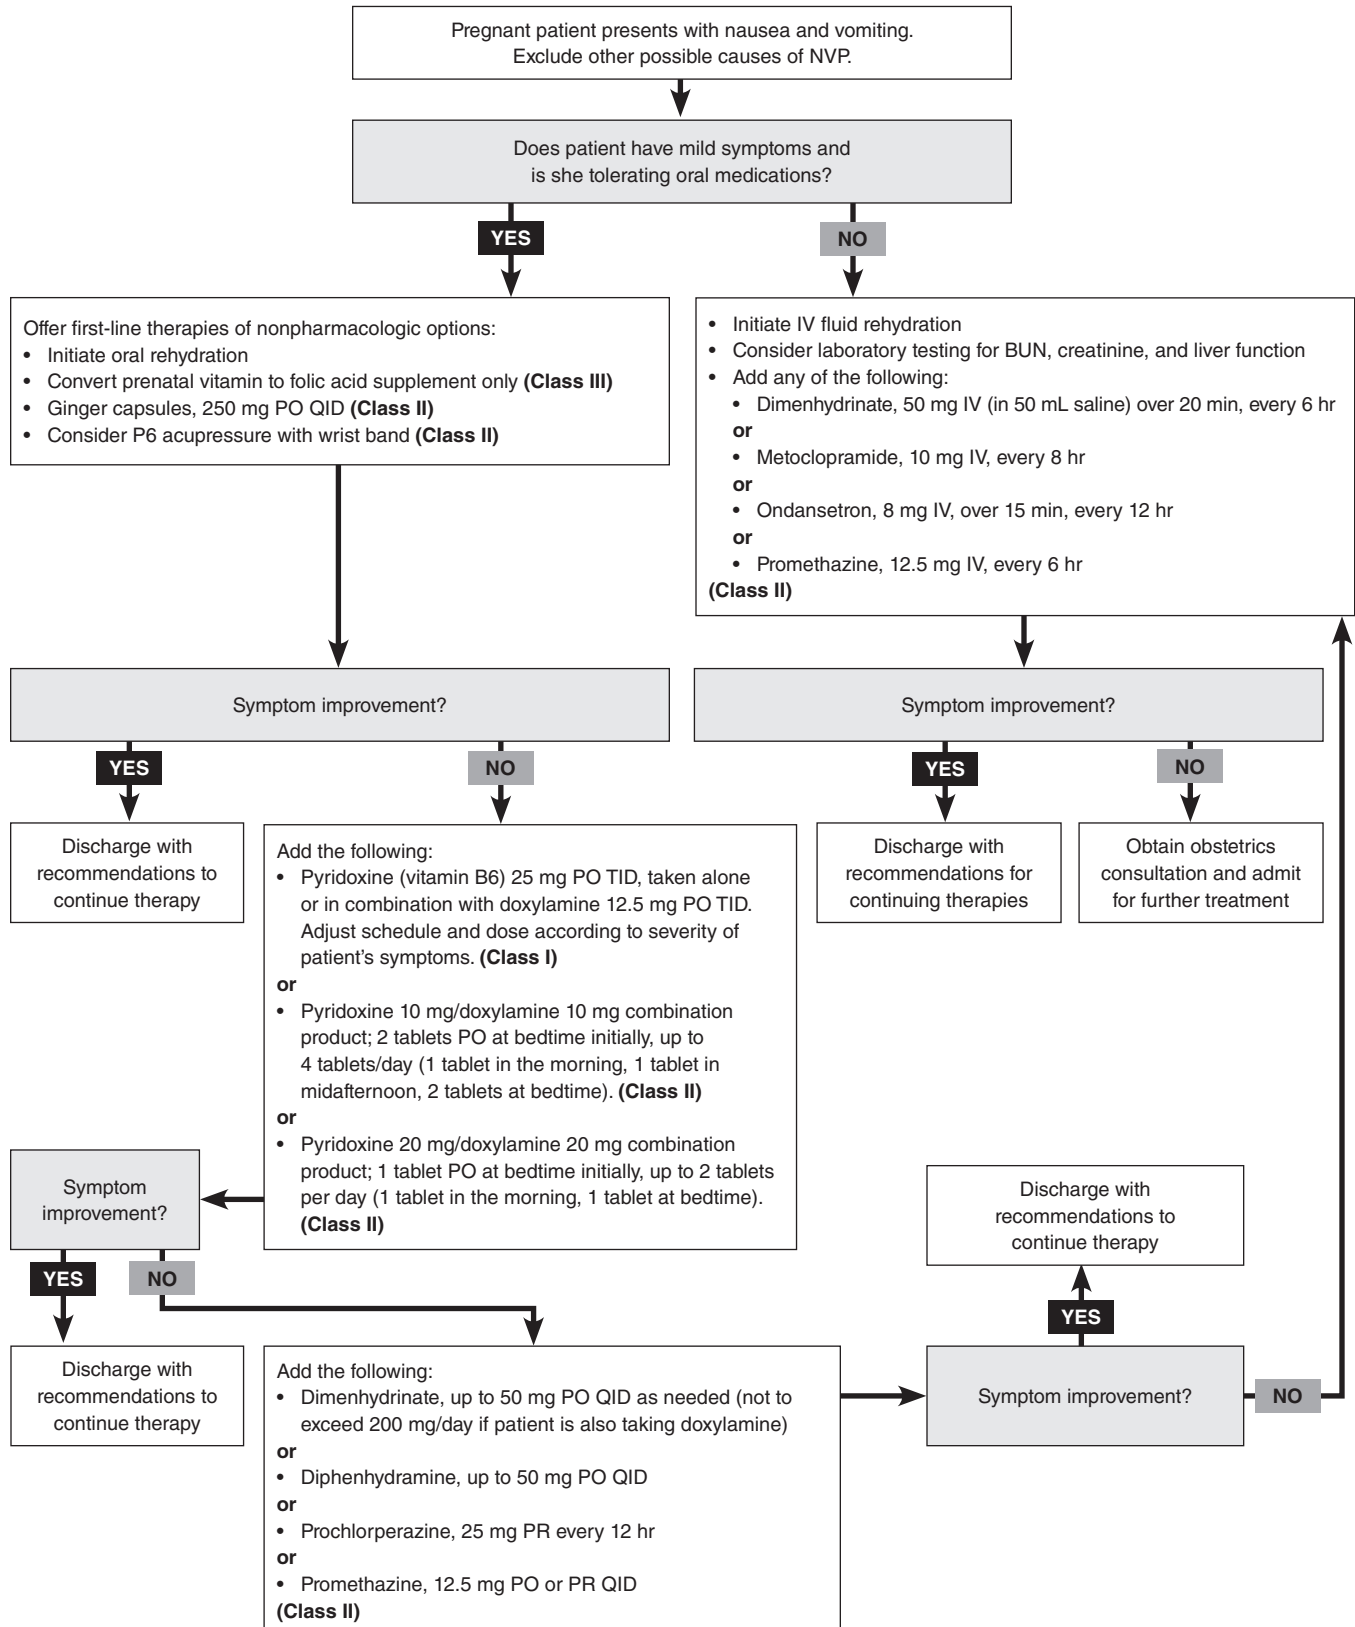 Pregnant patient presents with nausea and vomiting.
Exclude other possible causes of NVP.
Does patient have mild symptoms and
is she tolerating oral medications?
YES
NO
Offer first-line therapies of nonpharmacologic options:
• Initiate oral rehydration
• Convert prenatal vitamin to folic acid supplement only (Class III)
• Ginger capsules, 250 mg PO QID (Class II)
• Consider P6 acupressure with wrist band (Class II)
• Initiate IV fluid rehydration
• Consider laboratory testing for BUN, creatinine, and liver function
• Add any of the following:
• Dimenhydrinate, 50 mg IV (in 50 mL saline) over 20 min, every 6 hr
or
• Metoclopramide, 10 mg IV, every 8 hr
or
• Ondansetron, 8 mg IV, over 15 min, every 12 hr
or
• Promethazine, 12.5 mg IV, every 6 hr
(Class II)
Symptom improvement?
YES
NO
Symptom improvement?
YES
NO
Discharge with
recommendations to
continue therapy
Add the following:
• Pyridoxine (vitamin B6) 25 mg PO TID, taken alone
or in combination with doxylamine 12.5 mg PO TID.
Adjust schedule and dose according to severity of
patient's symptoms. (Class I)
or
• Pyridoxine 10 mg/doxylamine 10 mg combination
product; 2 tablets PO at bedtime initially, up to
4 tablets/day (1 tablet in the morning, 1 tablet in
midafternoon, 2 tablets at bedtime). (Class II)
or
• Pyridoxine 20 mg/doxylamine 20 mg combination
product; 1 tablet PO at bedtime initially, up to 2 tablets
per day (1 tablet in the morning, 1 tablet at bedtime).
(Class II)
Discharge with
recommendations for
continuing therapies
Obtain obstetrics
consultation and admit
for further treatment
Symptom
improvement?
YES
NO
Discharge with
recommendations to
continue therapy
Add the following:
• Dimenhydrinate, up to 50 mg PO QID as needed (not to
exceed 200 mg/day if patient is also taking doxylamine)
or
• Diphenhydramine, up to 50 mg PO QID
or
• Prochlorperazine, 25 mg PR every 12 hr
or
• Promethazine, 12.5 mg PO or PR QID
(Class II)
Discharge with
recommendations to
continue therapy
YES
Symptom improvement?
NO